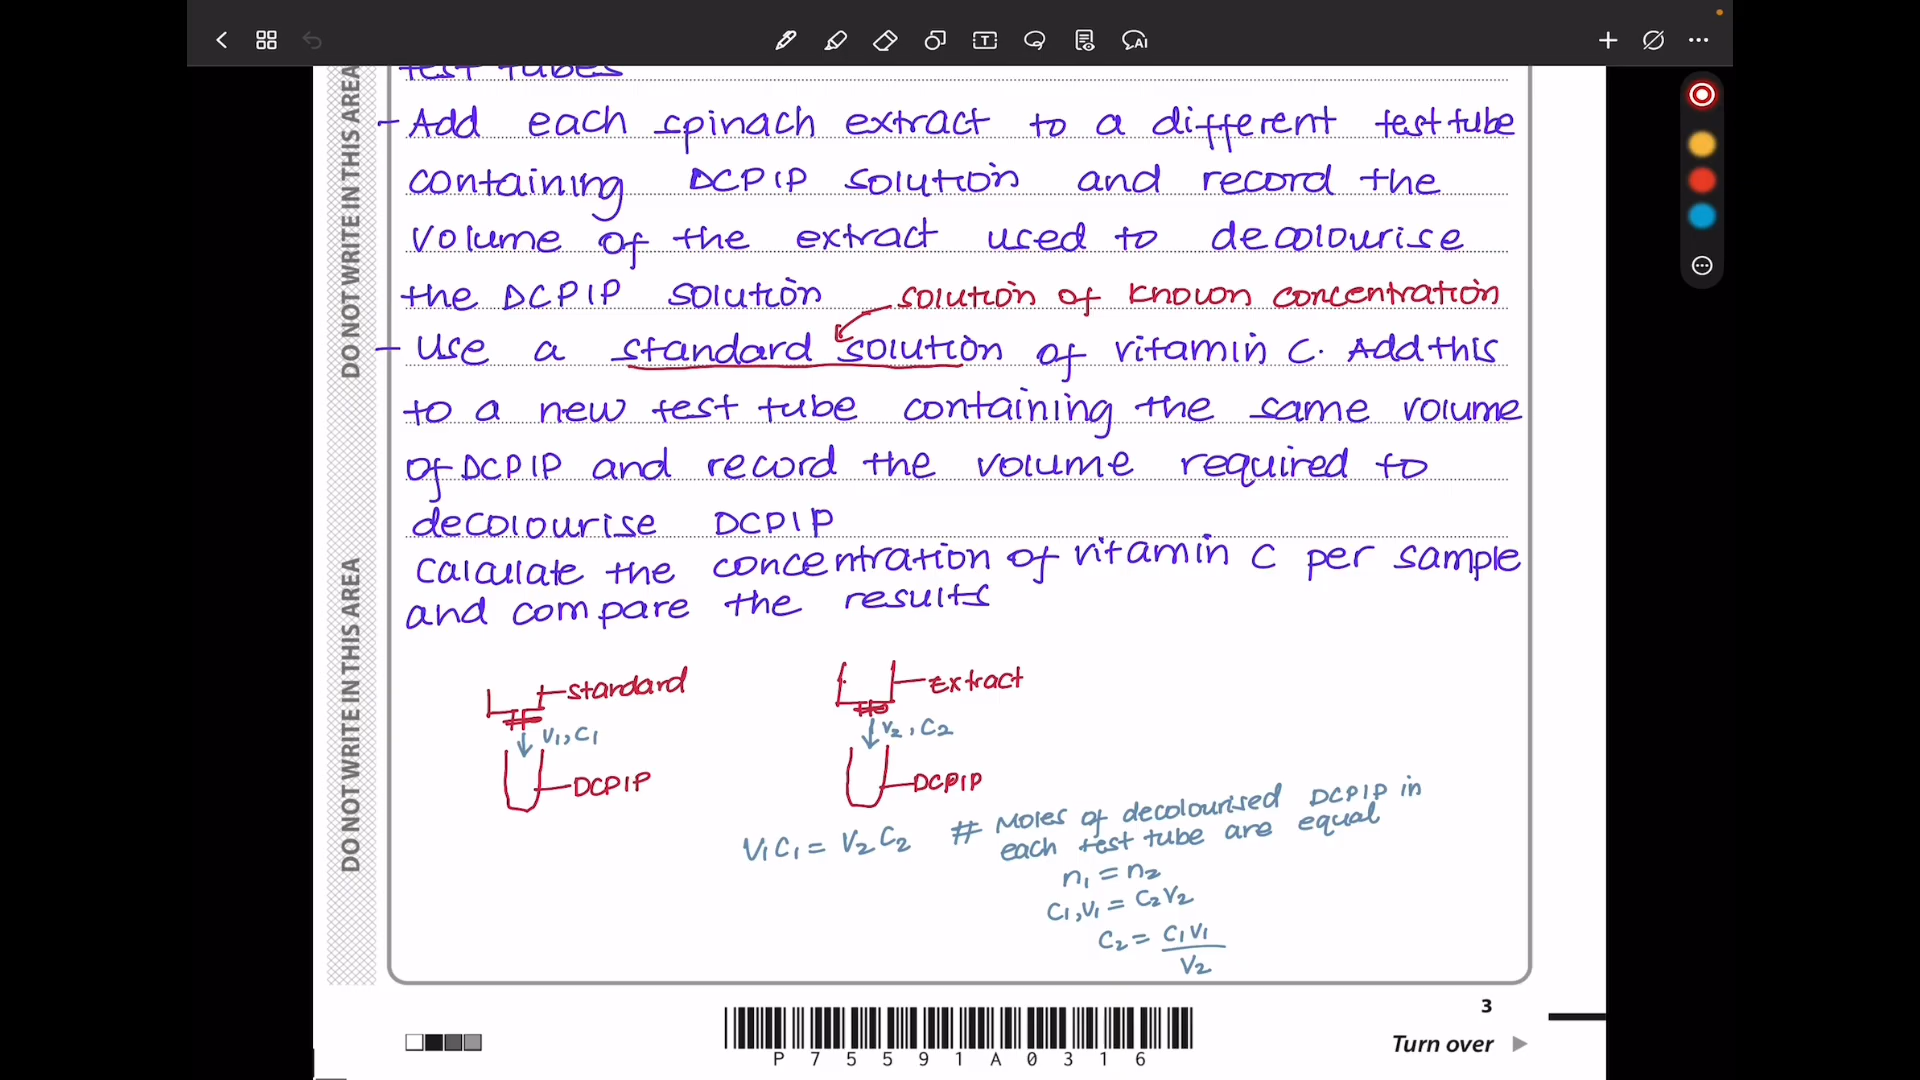 test tubes
- Add each spinach extract to a different test tube
containing DCPIP solution and record the
volume of the extract used to decolourise
the DCPIP solution solution of known concentration
- Use a standard solution of vitamin C. Add this
to a new test tube containing the same volume
of DCPIP and record the volume required to
decolourise DCPIP
calculate the concentration of vitamin C per sample
and compare the results
standard
Extract
V1, C1
V2, C2
DCPIP
DCPIP
V1C1 = V2C2 # Moles of decolourised DCPIP in
each test tube are equal
n1 = n2
C1,V1 = C2V2
C2 = C1V1
V2
DO NOT WRITE IN THIS AREA
DO NOT WRITE IN THIS AREA
3
P 7 5 5 9 1 A 0 3 1 6
Turn over
T
AI